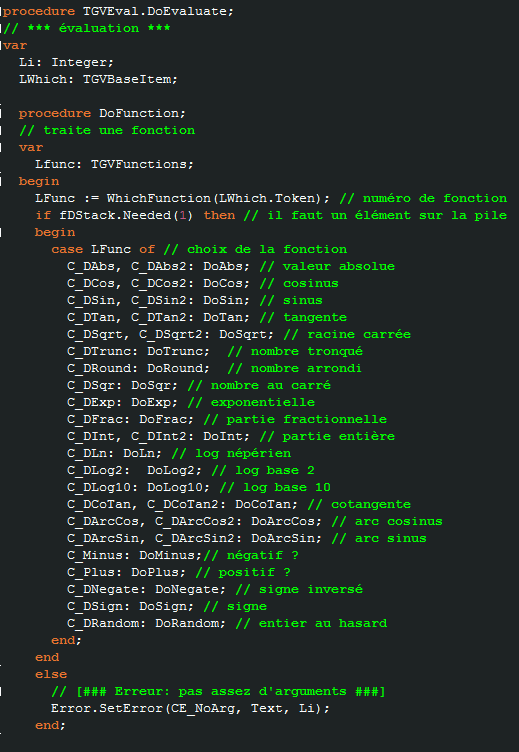 procedure TGVEval.DoEvaluate;
// *** évaluation ***
var
  Li: Integer;
  LWhich: TGVBaseItem;

  procedure DoFunction;
  // traite une fonction
  var
    Lfunc: TGVFunctions;
  begin
    LFunc := WhichFunction(LWhich.Token); // numéro de fonction
    if fDStack.Needed(1) then // il faut un élément sur la pile
    begin
      case LFunc of // choix de la fonction
        C_DAbs, C_DAbs2: DoAbs; // valeur absolue
        C_DCos, C_DCos2: DoCos; // cosinus
        C_DSin, C_DSin2: DoSin; // sinus
        C_DTan, C_DTan2: DoTan; // tangente
        C_DSqrt, C_DSqrt2: DoSqrt; // racine carrée
        C_DTrunc: DoTrunc;  // nombre tronqué
        C_DRound: DoRound;  // nombre arrondi
        C_DSqr: DoSqr; // nombre au carré
        C_DExp: DoExp; // exponentielle
        C_DFrac: DoFrac; // partie fractionnelle
        C_DInt, C_DInt2: DoInt; // partie entière
        C_DLn: DoLn; // log népérien
        C_DLog2:  DoLog2; // log base 2
        C_DLog10: DoLog10; // log base 10
        C_DCoTan, C_DCoTan2: DoCoTan; // cotangente
        C_DArcCos, C_DArcCos2: DoArcCos; // arc cosinus
        C_DArcSin, C_DArcSin2: DoArcSin; // arc sinus
        C_Minus: DoMinus;// négatif ?
        C_Plus: DoPlus; // positif ?
        C_DNegate: DoNegate; // signe inversé
        C_DSign: DoSign; // signe
        C_DRandom: DoRandom; // entier au hasard
      end;
    end
    else
      // [### Erreur: pas assez d'arguments ###]
      Error.SetError(CE_NoArg, Text, Li);
    end;